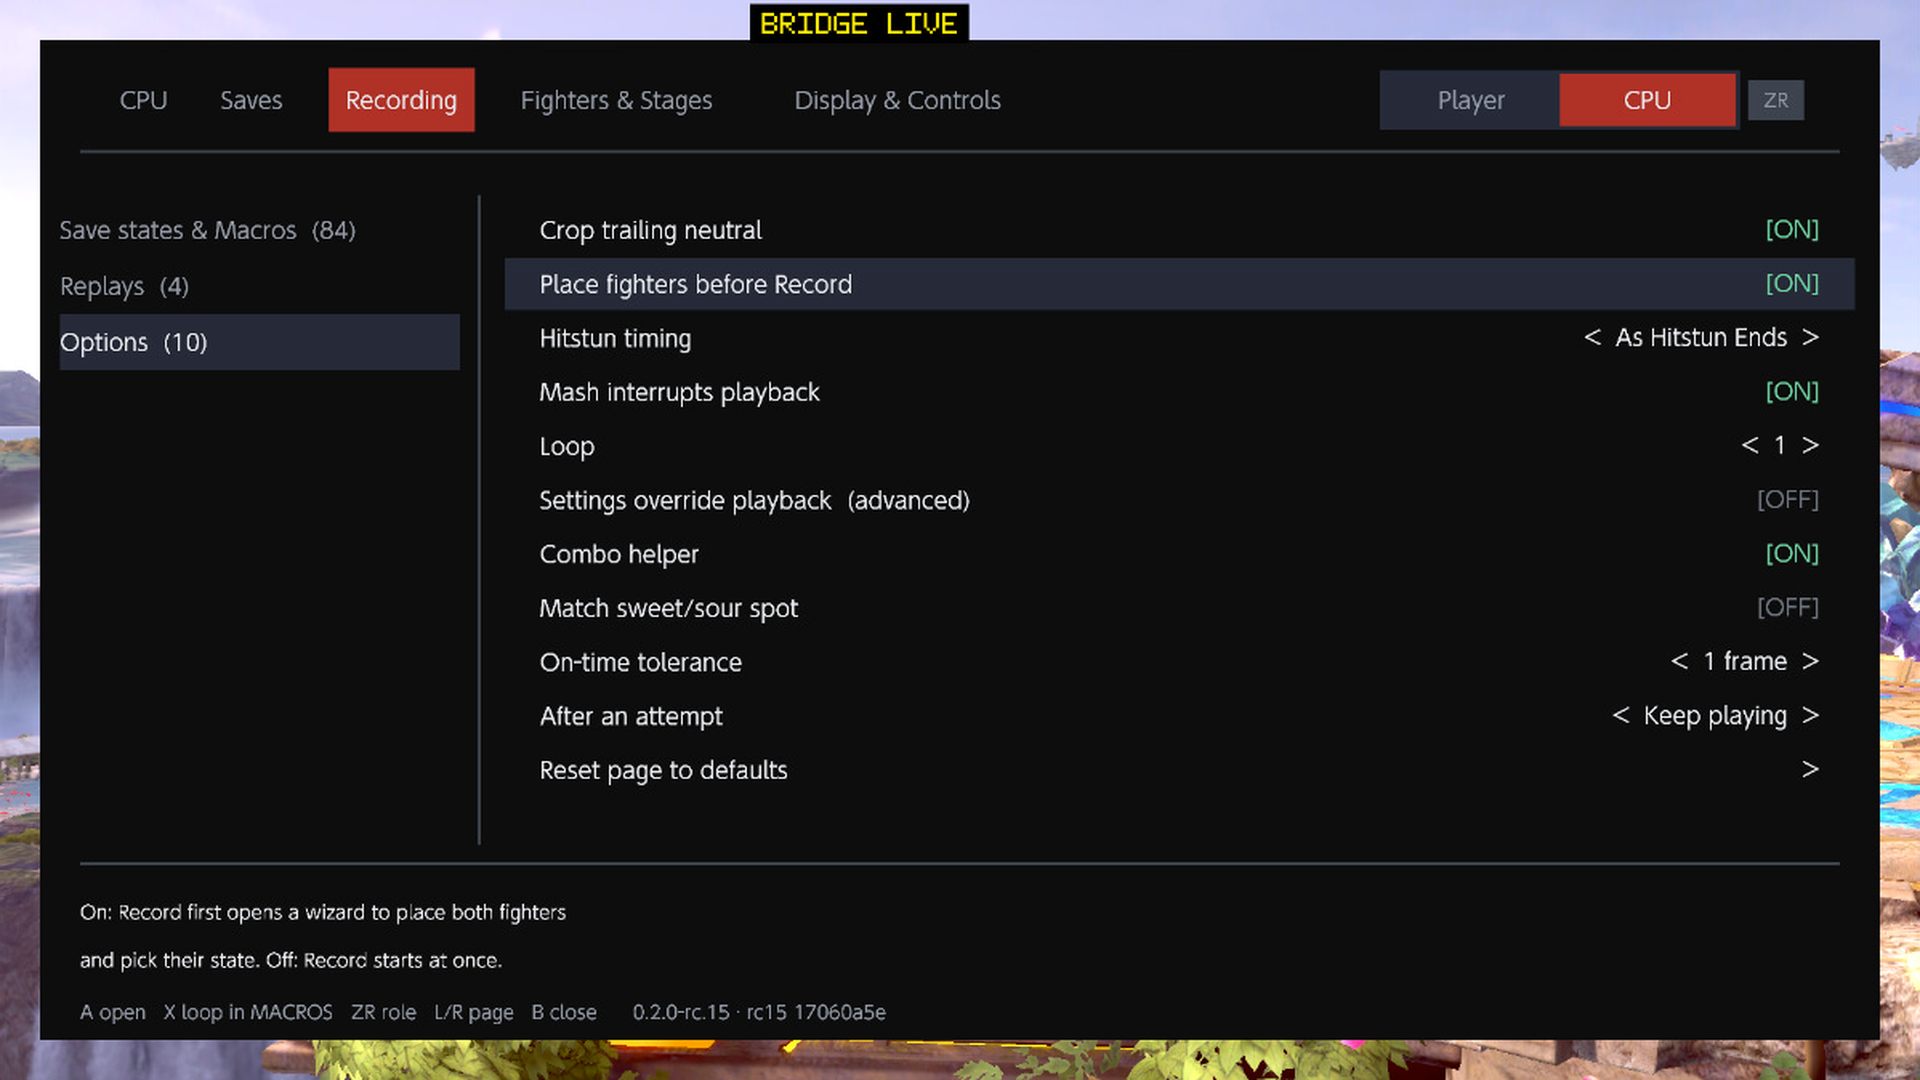 BRIDGE LIVE
CPU Saves Recording Fighters & Stages Display & Controls Player CPU ZR
Save states & Macros (84)
Replays (4)
Options (10)
Crop trailing neutral [ON]
Place fighters before Record [ON]
Hitstun timing < As Hitstun Ends >
Mash interrupts playback [ON]
Loop < 1 >
Settings override playback (advanced) [OFF]
Combo helper [ON]
Match sweet/sour spot [OFF]
On-time tolerance < 1 frame >
After an attempt < Keep playing >
Reset page to defaults >
On: Record first opens a wizard to place both fighters
and pick their state. Off: Record starts at once.
A open X loop in MACROS ZR role L/R page B close 0.2.0-rc.15 · rc15 17060a5e